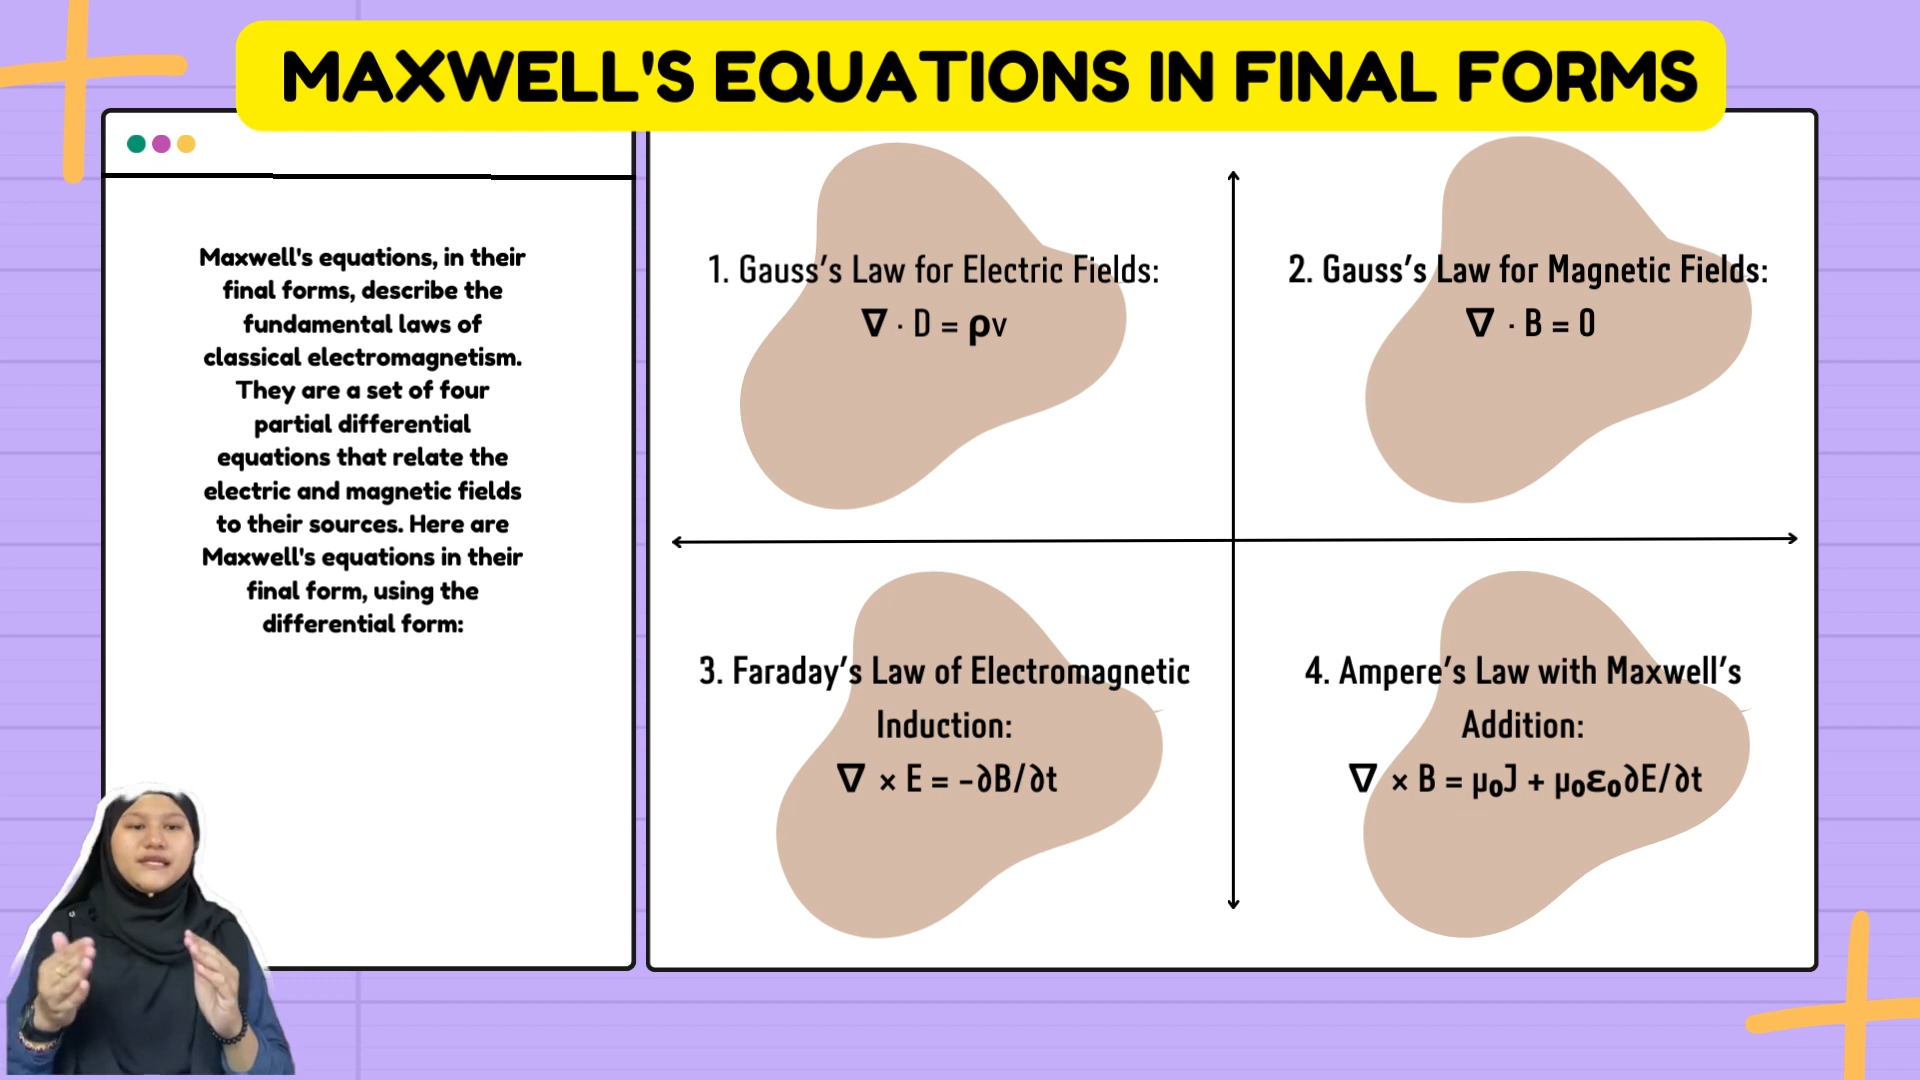 MAXWELL'S EQUATIONS IN FINAL FORMS
Maxwell's equations, in their
final forms, describe the
fundamental laws of
classical electromagnetism.
They are a set of four
partial differential
equations that relate the
electric and magnetic fields
to their sources. Here are
Maxwell's equations in their
final form, using the
differential form:
1. Gauss’s Law for Electric Fields:
∇ · D = ρv
2. Gauss’s Law for Magnetic Fields:
∇ · B = 0
3. Faraday’s Law of Electromagnetic
Induction:
∇ × E = -∂B/∂t
4. Ampere’s Law with Maxwell’s
Addition:
∇ × B = μ₀J + μ₀ε₀∂E/∂t